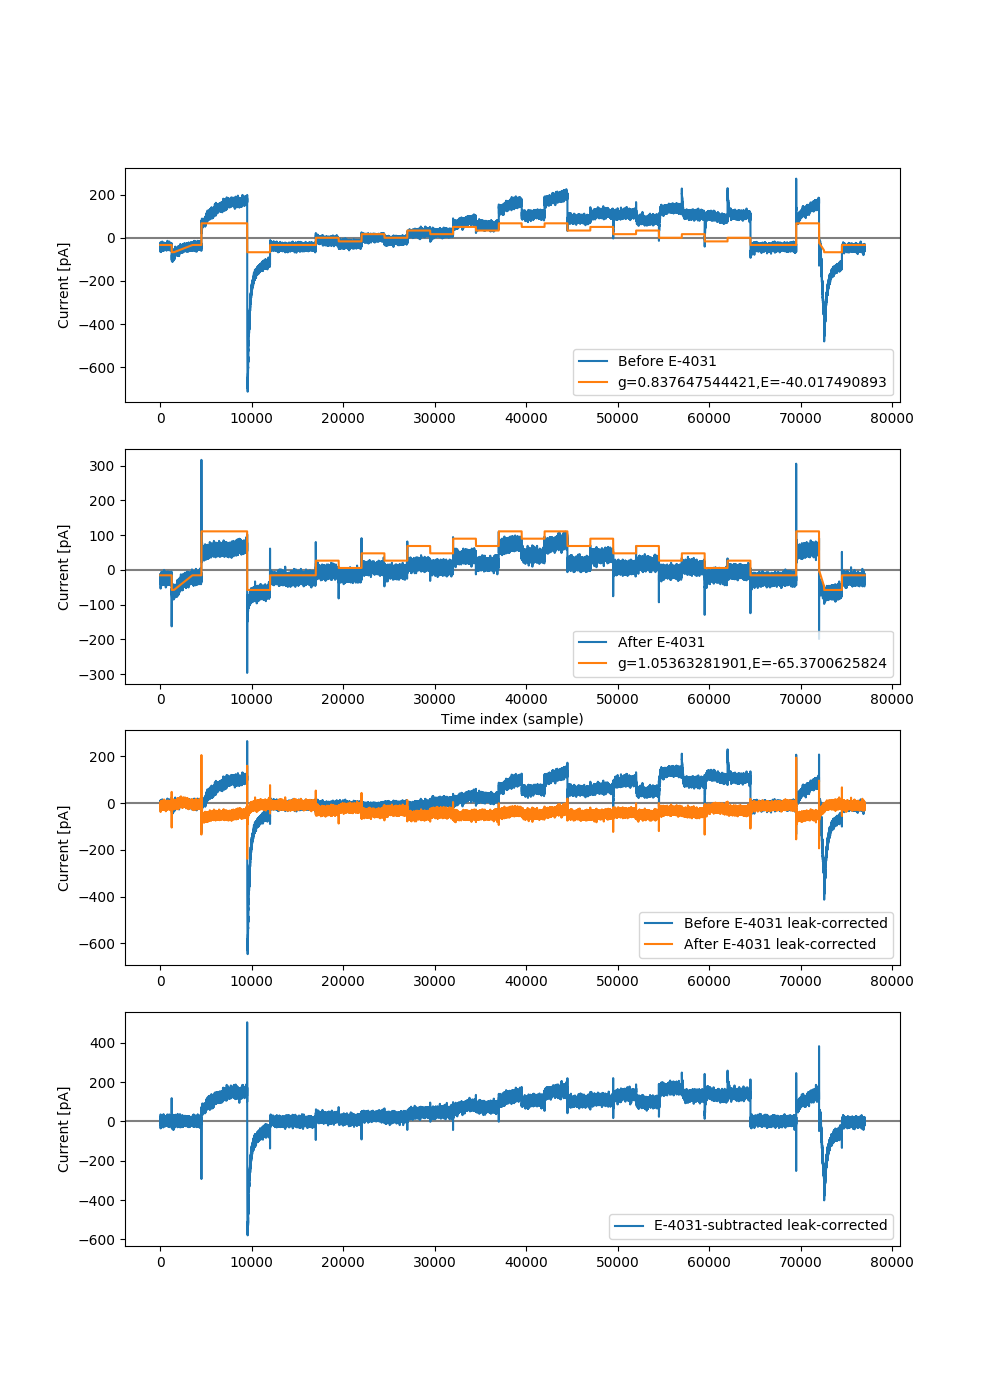 200
0
−200
−400
−600
Current [pA]
Before E-4031
g=0.837647544421,E=-40.017490893
0 10000 20000 30000 40000 50000 60000 70000 80000
300
200
100
0
−100
−200
−300
Current [pA]
After E-4031
g=1.05363281901,E=-65.3700625824
0 10000 20000 30000 40000 50000 60000 70000 80000
Time index (sample)
200
0
−200
−400
−600
Current [pA]
Before E-4031 leak-corrected
After E-4031 leak-corrected
0 10000 20000 30000 40000 50000 60000 70000 80000
400
200
0
−200
−400
−600
Current [pA]
E-4031-subtracted leak-corrected
0 10000 20000 30000 40000 50000 60000 70000 80000